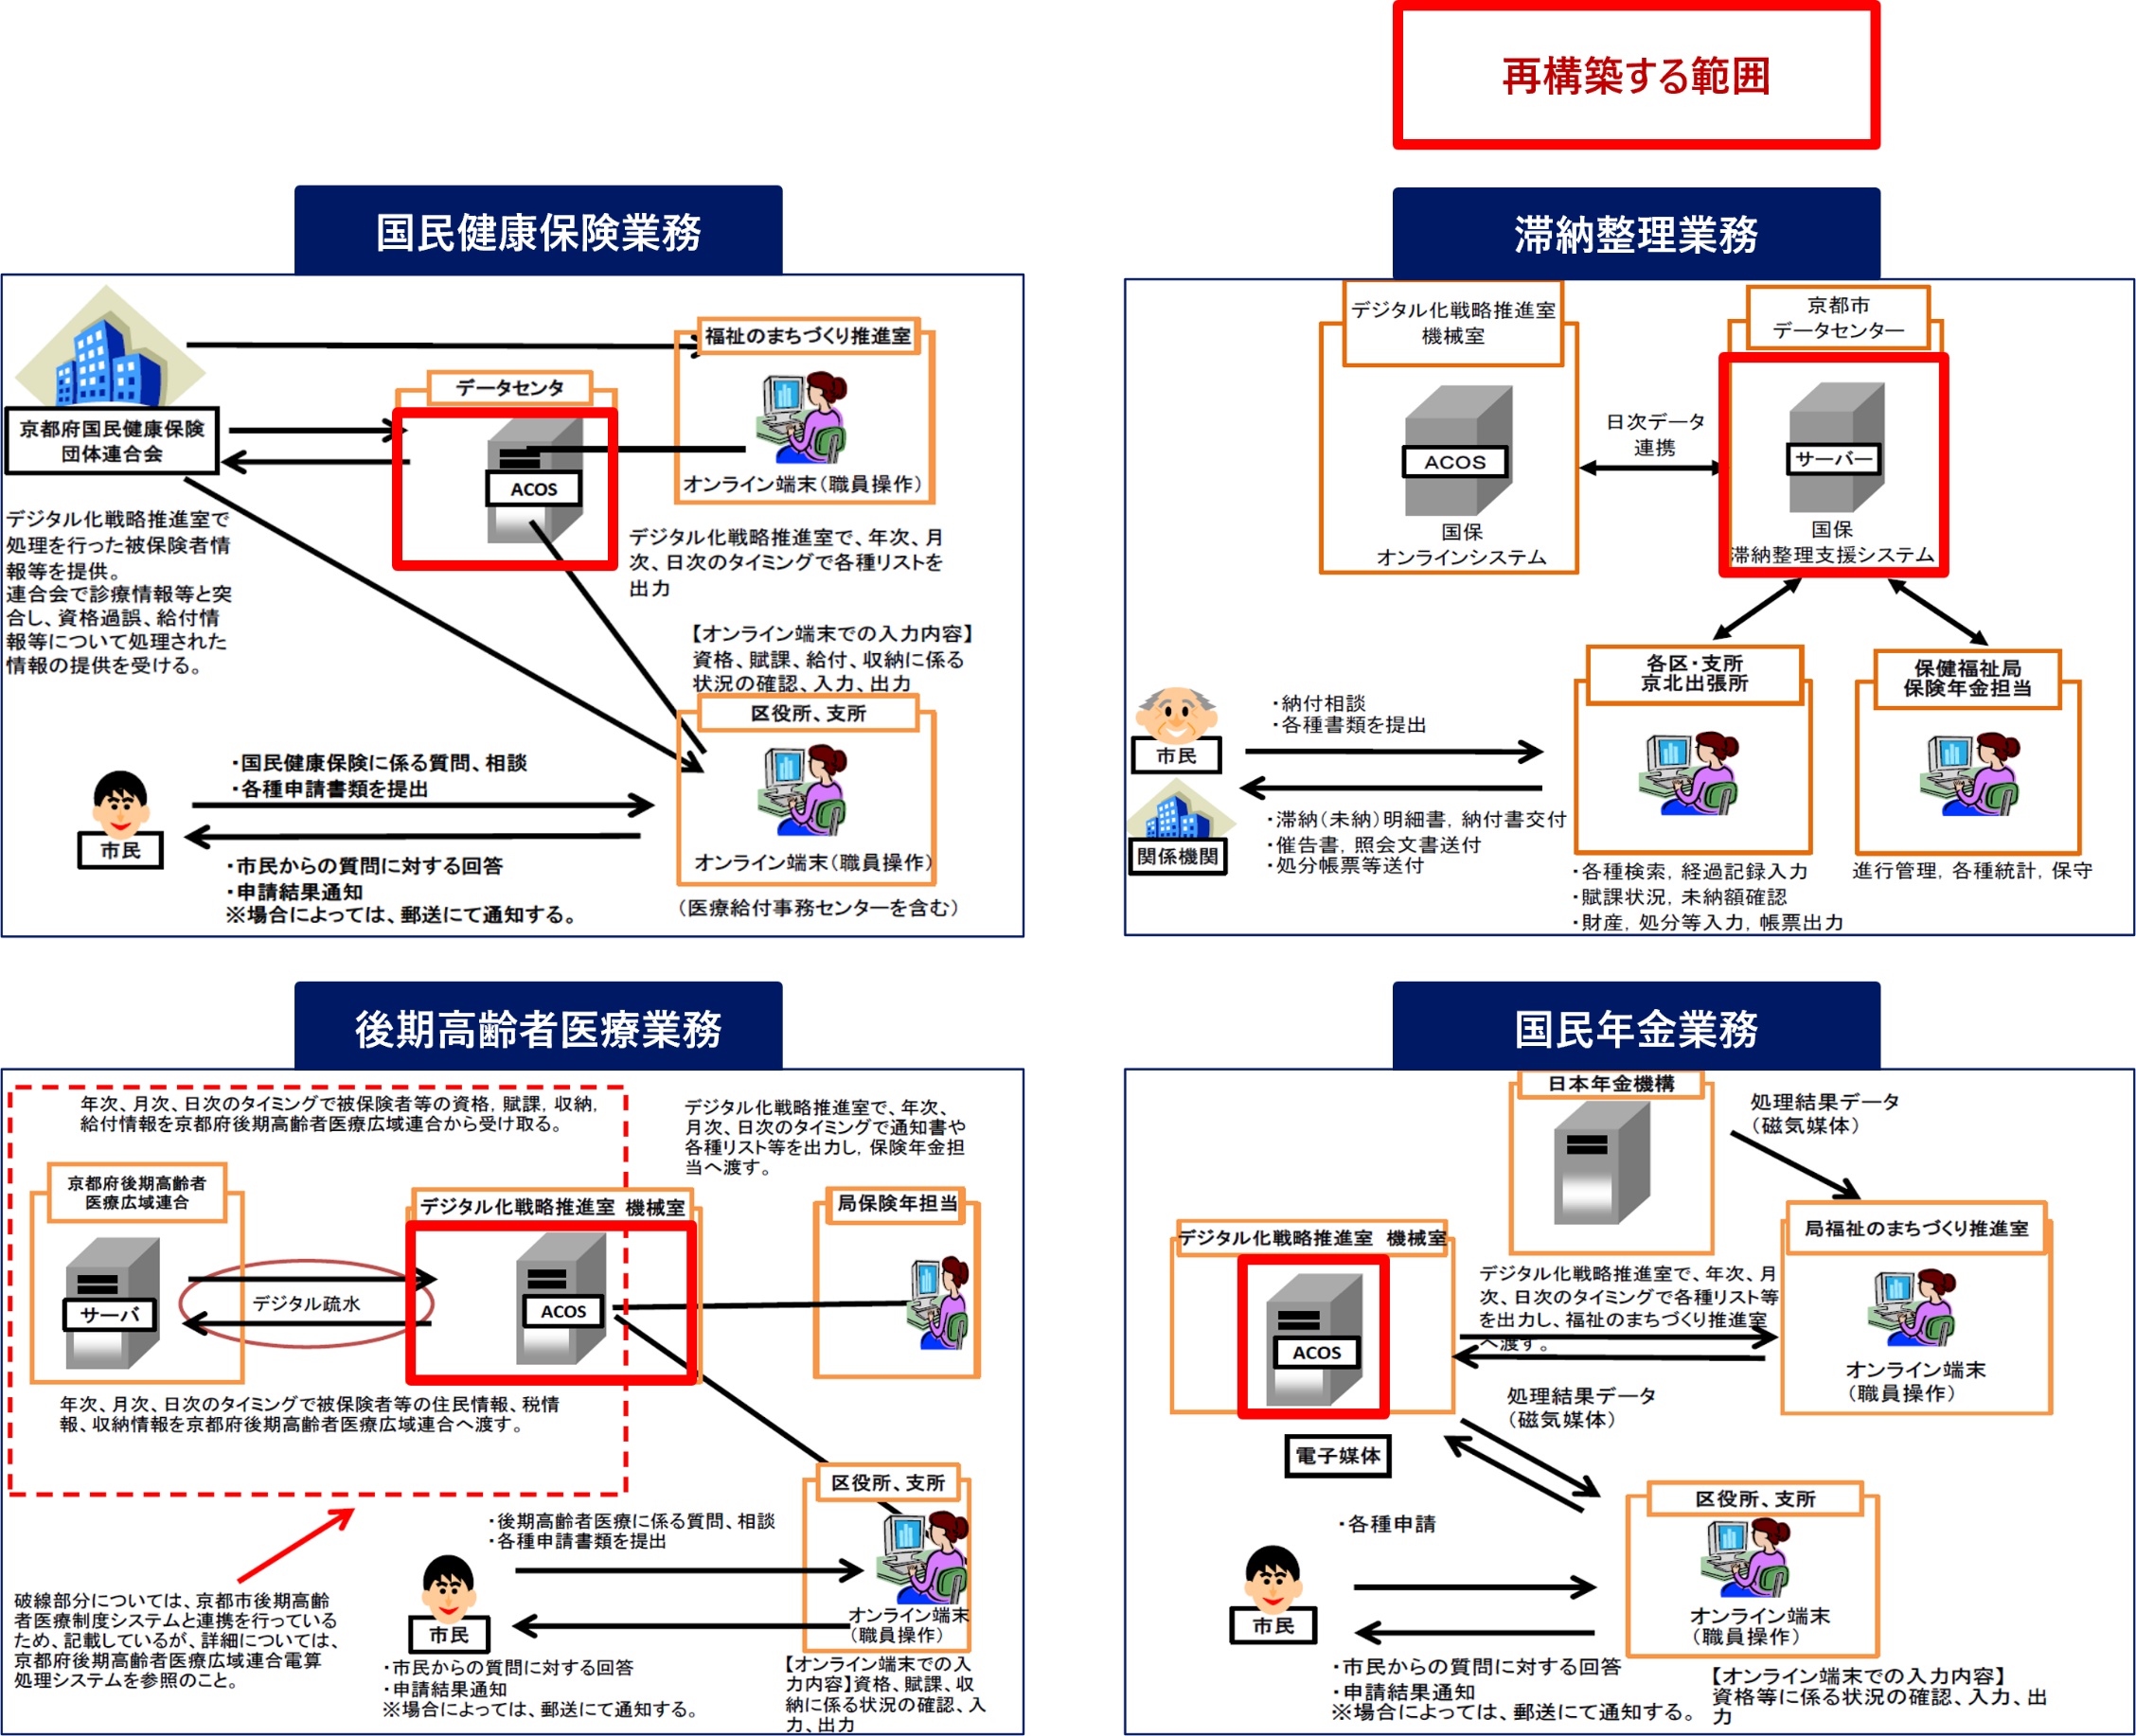 再構築する範囲
国民健康保険業務
京都府国民健康保険
団体連合会
デジタル化戦略推進室で
処理を行った被保険者情
報等を提供。
連合会で診療情報等と突
合し、資格過誤、給付情
報等について処理された
情報の提供を受ける。
データセンタ
ACOS
福祉のまちづくり推進室
オンライン端末（職員操作）
デジタル化戦略推進室で、年次、月
次、日次のタイミングで各種リストを
出力
【オンライン端末での入力内容】
資格、賦課、給付、収納に係る
状況の確認、入力、出力
区役所、支所
オンライン端末（職員操作）
（医療給付事務センターを含む）
・国民健康保険に係る質問、相談
・各種申請書類を提出
市民
・市民からの質問に対する回答
・申請結果通知
※場合によっては、郵送にて通知する。
滞納整理業務
デジタル化戦略推進室
機械室
ACOS
国保
オンラインシステム
日次データ
連携
京都市
データセンター
サーバー
国保
滞納整理支援システム
各区・支所
京北出張所
保健福祉局
保険年金担当
市民
関係機関
・納付相談
・各種書類を提出
・滞納（未納）明細書，納付書交付
・催告書，照会文書送付
・処分帳票等送付
・各種検索，経過記録入力
・賦課状況，未納額確認
・財産，処分等入力，帳票出力
進行管理，各種統計，保守
後期高齢者医療業務
年次、月次、日次のタイミングで被保険者等の資格，賦課，収納，
給付情報を京都府後期高齢者医療広域連合から受け取る。
京都府後期高齢者
医療広域連合
サーバ
デジタル疏水
デジタル化戦略推進室 機械室
ACOS
年次、月次、日次のタイミングで被保険者等の住民情報、税情
報、収納情報を京都府後期高齢者医療広域連合へ渡す。
デジタル化戦略推進室で、年次、
月次、日次のタイミングで通知書や
各種リスト等を出力し，保険年金担
当へ渡す。
局保険年担当
区役所、支所
オンライン端末
（職員操作）
【オンライン端末での入
力内容】資格、賦課、収
納に係る状況の確認、入
力、出力
・後期高齢者医療に係る質問、相談
・各種申請書類を提出
市民
・市民からの質問に対する回答
・申請結果通知
※場合によっては、郵送にて通知する。
破線部分については、京都市後期高齢
者医療制度システムと連携を行っている
ため、記載しているが、詳細については、
京都府後期高齢者医療広域連合電算
処理システムを参照のこと。
国民年金業務
日本年金機構
処理結果データ
（磁気媒体）
デジタル化戦略推進室 機械室
ACOS
電子媒体
デジタル化戦略推進室で、年次、月
次、日次のタイミングで各種リスト等
を出力し、福祉のまちづくり推進室
へ渡す。
局福祉のまちづくり推進室
オンライン端末
（職員操作）
処理結果データ
（磁気媒体）
区役所、支所
オンライン端末
（職員操作）
【オンライン端末での入力内容】
資格等に係る状況の確認、入力、出
力
・各種申請
市民
・市民からの質問に対する回答
・申請結果通知
※場合によっては、郵送にて通知する。